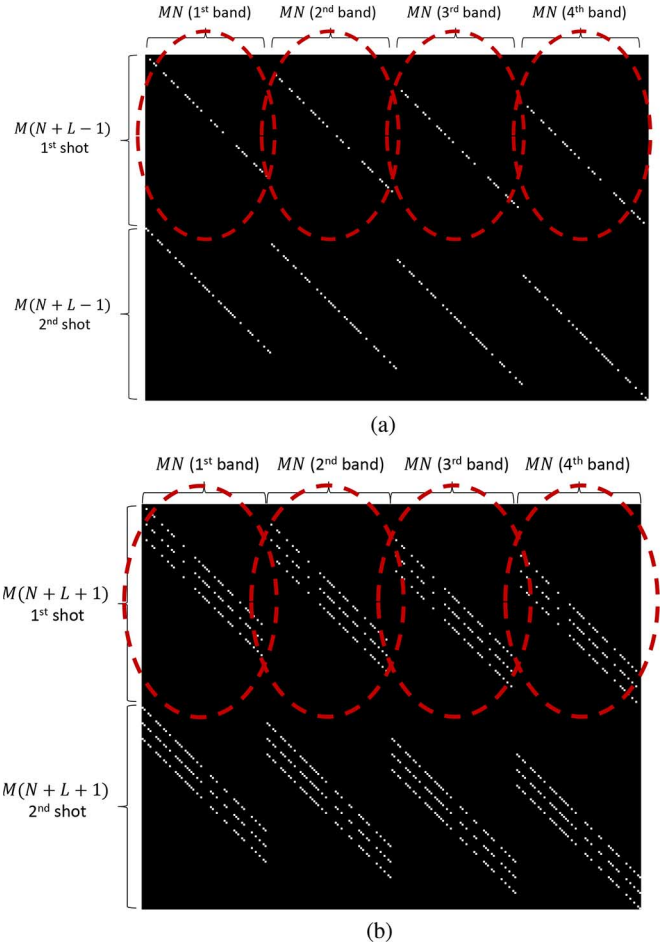 MN (1st band) MN (2nd band) MN (3rd band) MN (4th band)
M(N + L − 1)
1st shot
M(N + L − 1)
2nd shot
(a)
MN (1st band) MN (2nd band) MN (3rd band) MN (4th band)
M(N + L + 1)
1st shot
M(N + L + 1)
2nd shot
(b)